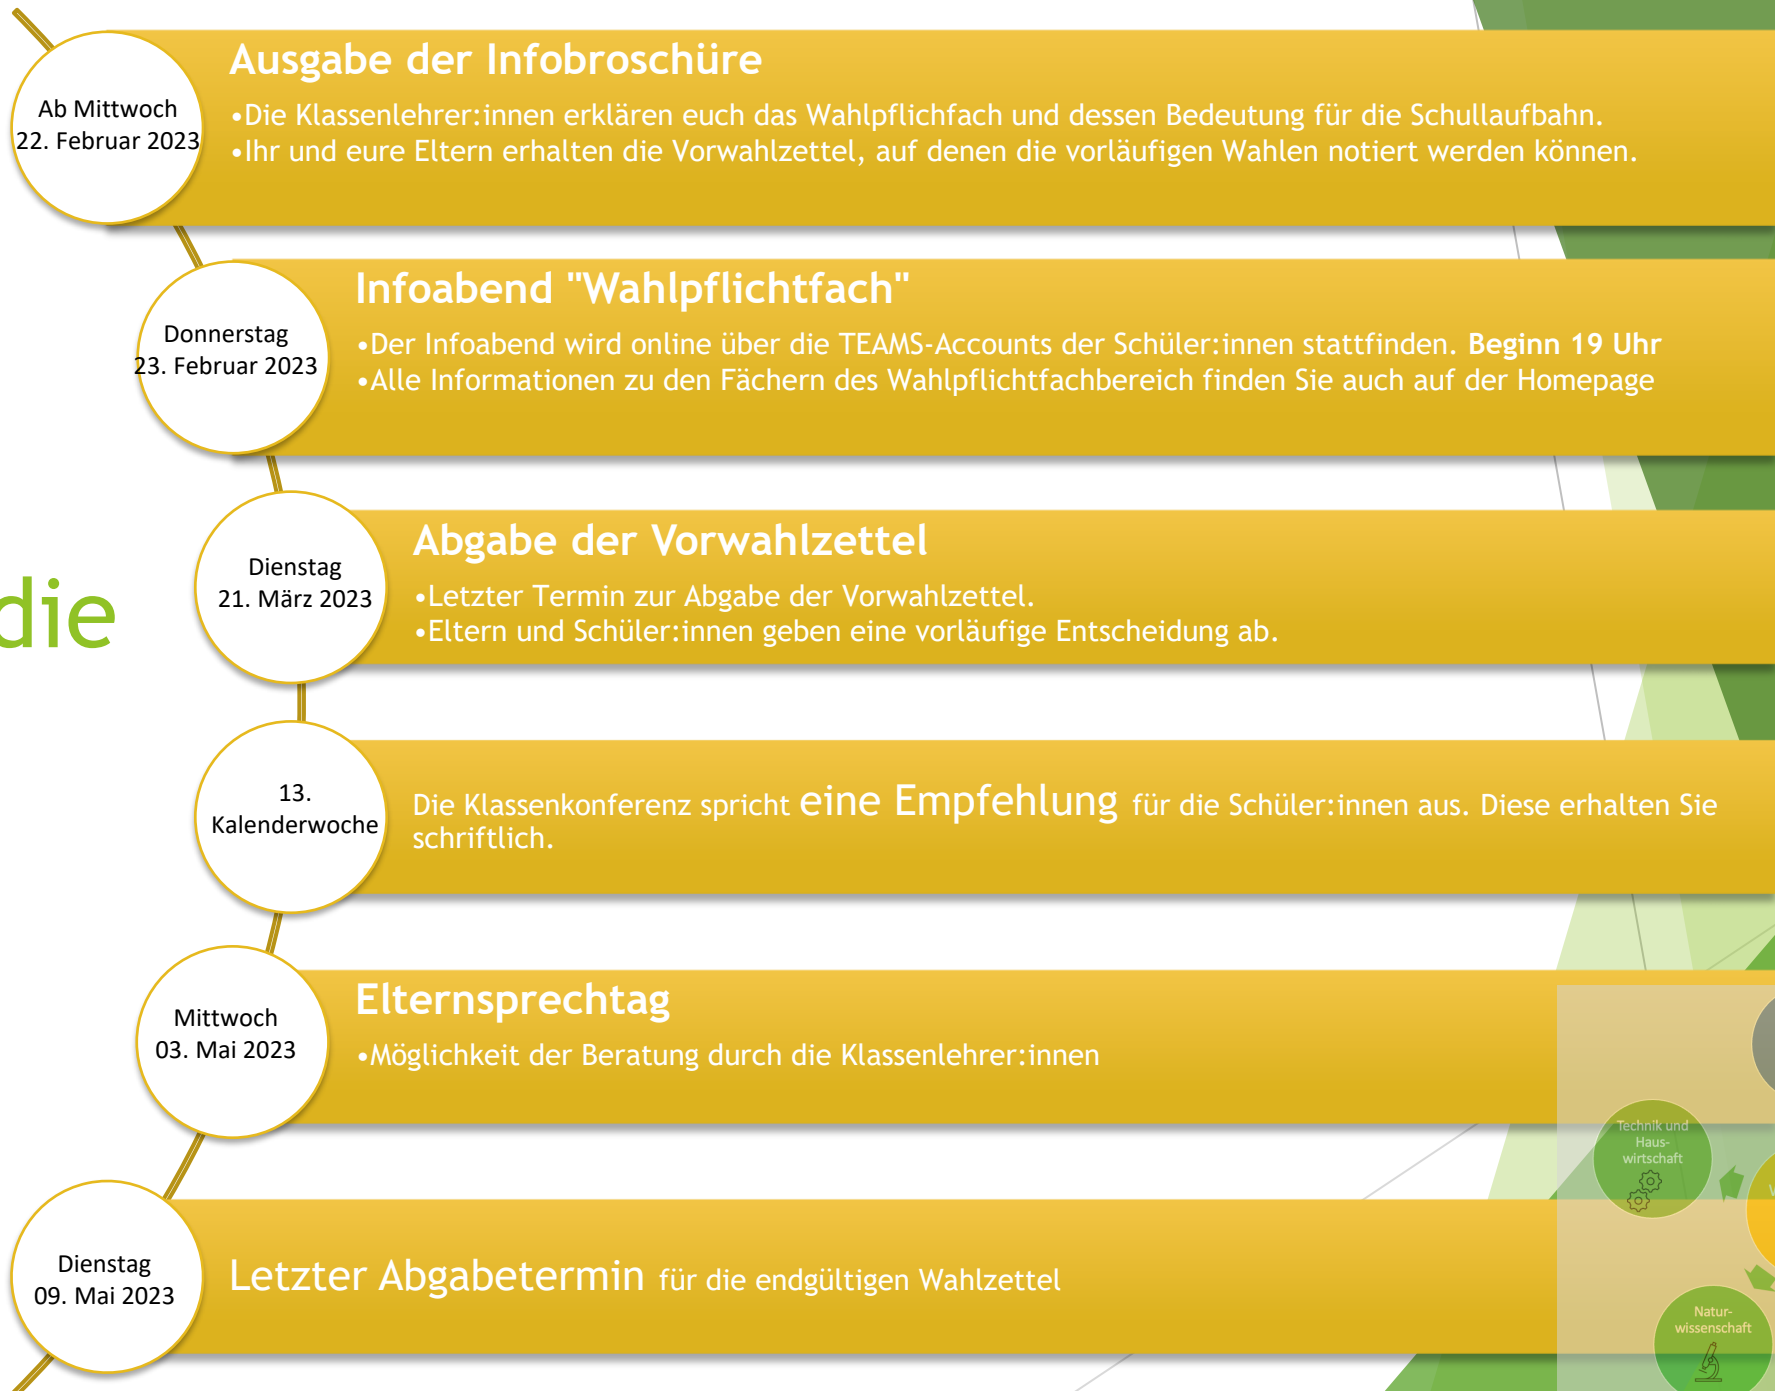 Ab Mittwoch
22. Februar 2023
Ausgabe der Infobroschüre
•Die Klassenlehrer:innen erklären euch das Wahlpflichfach und dessen Bedeutung für die Schullaufbahn.
•Ihr und eure Eltern erhalten die Vorwahlzettel, auf denen die vorläufigen Wahlen notiert werden können.
Donnerstag
23. Februar 2023
Infoabend "Wahlpflichtfach"
•Der Infoabend wird online über die TEAMS-Accounts der Schüler:innen stattfinden. Beginn 19 Uhr
•Alle Informationen zu den Fächern des Wahlpflichtfachbereich finden Sie auch auf der Homepage
die
Dienstag
21. März 2023
Abgabe der Vorwahlzettel
•Letzter Termin zur Abgabe der Vorwahlzettel.
•Eltern und Schüler:innen geben eine vorläufige Entscheidung ab.
13.
Kalenderwoche
Die Klassenkonferenz spricht eine Empfehlung für die Schüler:innen aus. Diese erhalten Sie
schriftlich.
Mittwoch
03. Mai 2023
Elternsprechtag
•Möglichkeit der Beratung durch die Klassenlehrer:innen
Technik und
Haus-
wirtschaft
Dienstag
09. Mai 2023
Letzter Abgabetermin für die endgültigen Wahlzettel
Natur-
wissenschaft